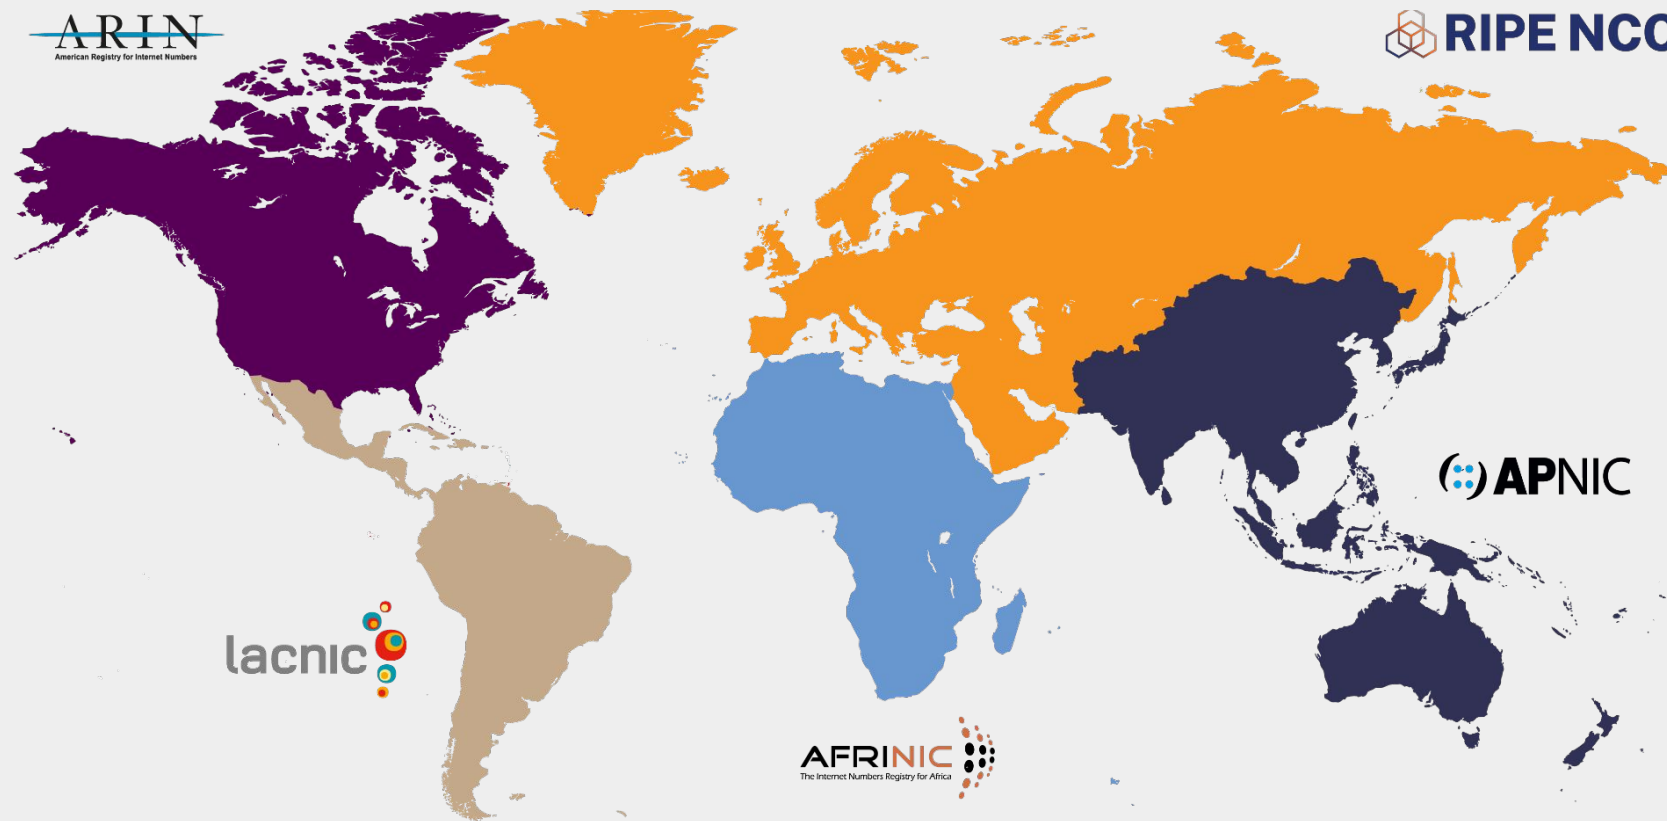 ARIN
American Registry for Internet Numbers
RIPE NCC
APNIC
lacnic
AFRINIC
The Internet Numbers Registry for Africa